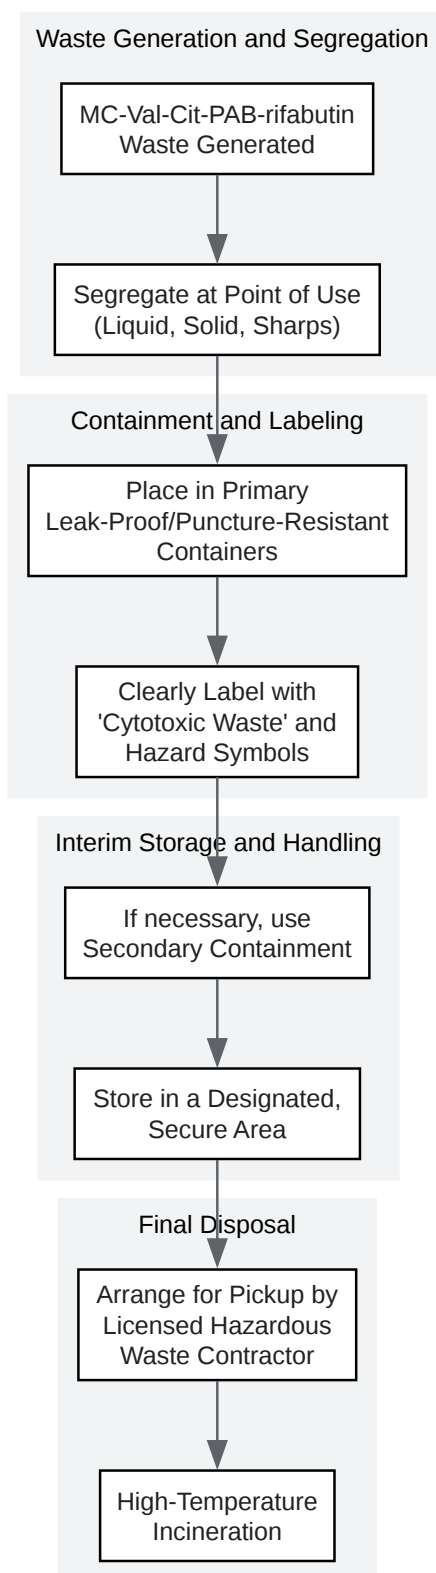 Waste Generation and Segregation
MC-Val-Cit-PAB-rifabutin
Waste Generated
Segregate at Point of Use
(Liquid, Solid, Sharps)
Containment and Labeling
Place in Primary
Leak-Proof/Puncture-Resistant
Containers
Clearly Label with
'Cytotoxic Waste' and
Hazard Symbols
Interim Storage and Handling
If necessary, use
Secondary Containment
Store in a Designated,
Secure Area
Final Disposal
Arrange for Pickup by
Licensed Hazardous
Waste Contractor
High-Temperature
Incineration